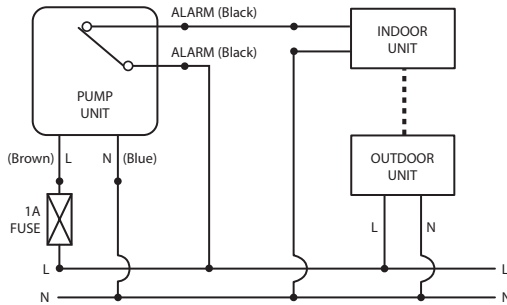 ALARM (Black)
INDOOR
UNIT
ALARM (Black)
PUMP
UNIT
(Brown) L
N (Blue)
OUTDOOR
UNIT
1A
FUSE
L
N
L
L
N
N